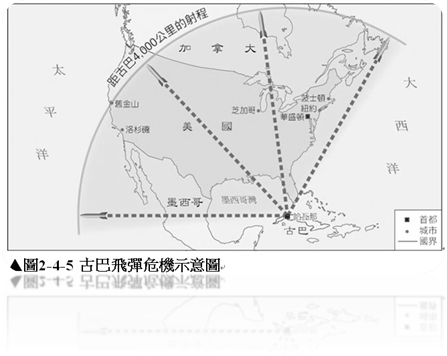 距古巴4,000公里的射程
加拿大
太平洋
大西洋
舊金山
芝加哥
波士頓
紐約
華盛頓
美國
洛杉磯
墨西哥
墨西哥灣
哈瓦那
古巴
首都
城市
國界
▲圖2-4-5 古巴飛彈危機示意圖